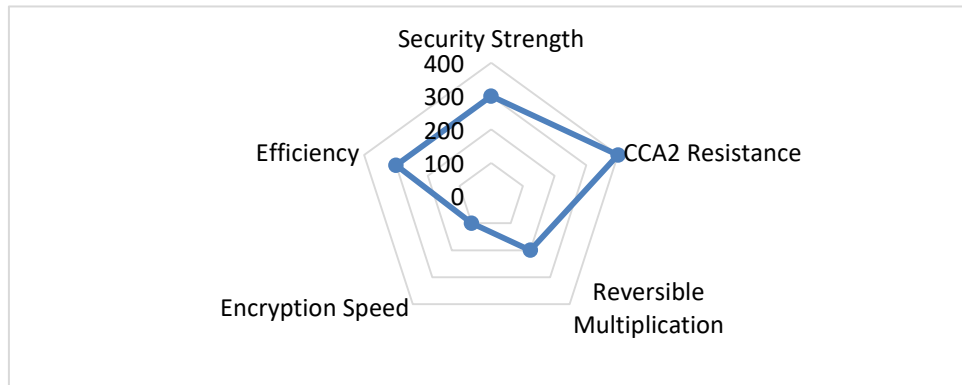 Security Strength
400
300
200
100
0
CCA2 Resistance
Reversible
Multiplication
Encryption Speed
Efficiency